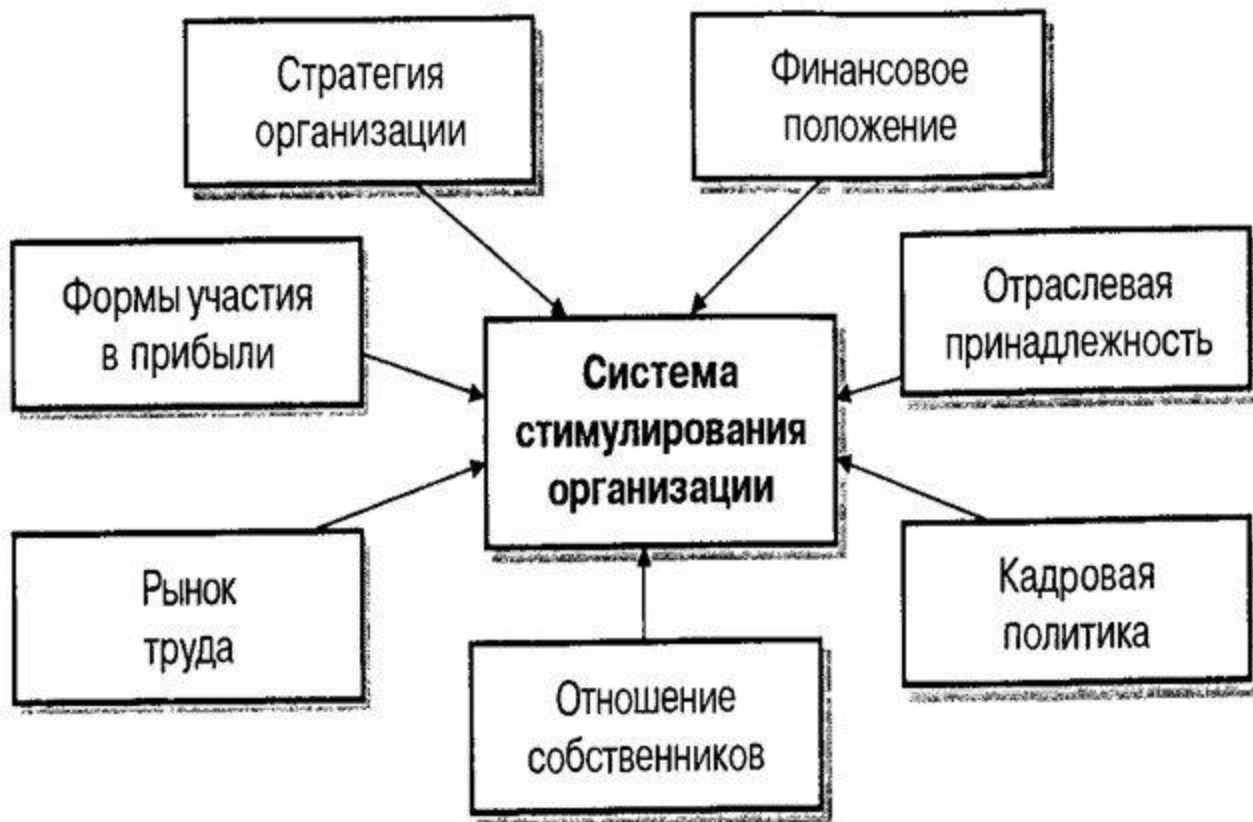 Стратегия
организации
Финансовое
положение
Формы участия
в прибыли
Система
стимулирования
организации
Отраслевая
принадлежность
Рынок
труда
Отношение
собственников
Кадровая
политика